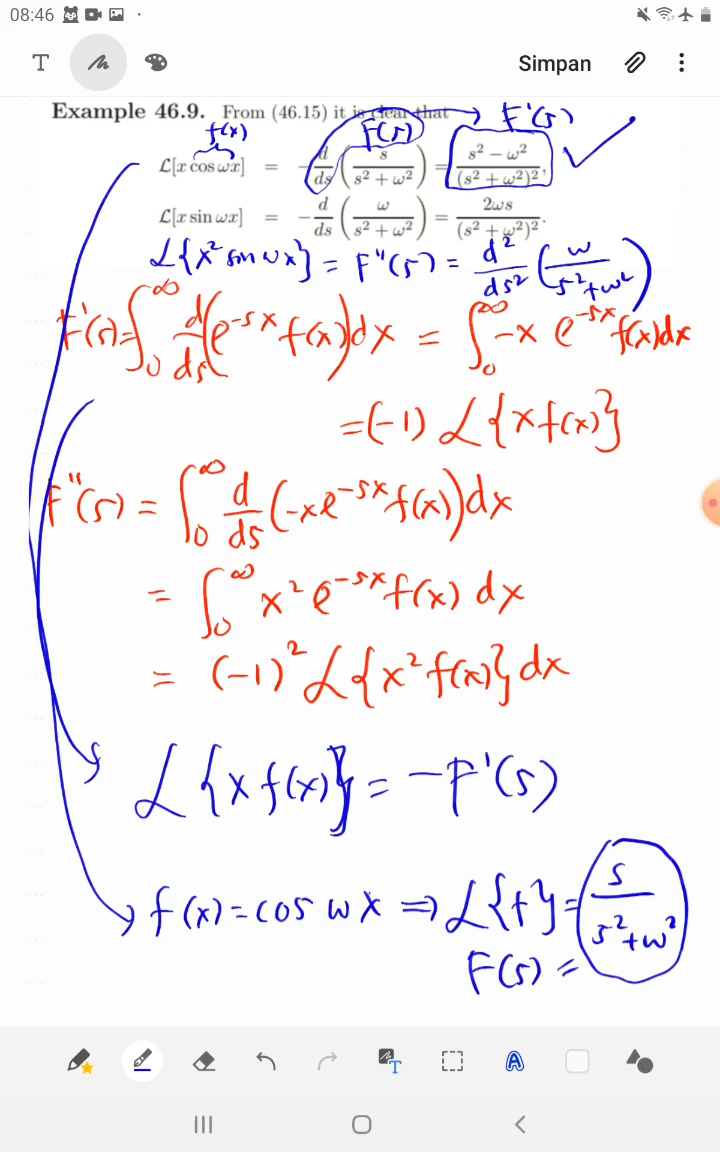 08:46
T Simpan
Example 46.9. From (46.15) it is clear that → F'(s)
f(x) F(s)
L[x cos ωx] = -d/ds (s/(s² + ω²)) = (s² − ω²)/(s² + ω²)²,
L[x sin ωx] = -d/ds (ω/(s² + ω²)) = 2ωs/(s² + ω²)².
L{x² sin ωx} = F''(s) = d²/ds² (ω/(s²+ω²))
F'(s) = ∫₀^∞ d/ds (e^{-sx} f(x))dx = ∫₀^∞ -x e^{-sx} f(x)dx
=(-1) L{x f(x)}
F''(s) = ∫₀^∞ d/ds (-xe^{-sx} f(x))dx
= ∫₀^∞ x² e^{-sx} f(x) dx
= (-1)² L{x² f(x)} dx
L{x f(x)} = -F'(s)
f(x) = cos ωx ⇒ L{f} = s/(s²+ω²)
F(s) =
T
A